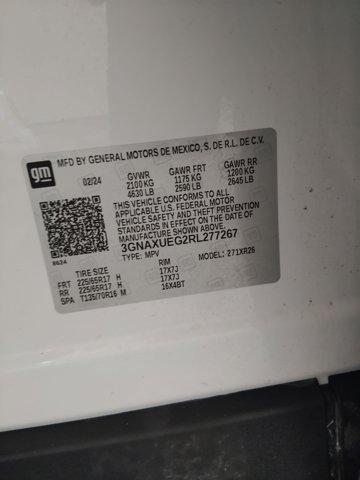 gm
MFD BY GENERAL MOTORS DE MEXICO, S. DE R.L. DE C.V.
02/24 GVWR GAWR FRT GAWR RR
2100 KG 1175 KG 1200 KG
4630 LB 2590 LB 2645 LB
THIS VEHICLE CONFORMS TO ALL
APPLICABLE U.S. FEDERAL MOTOR
VEHICLE SAFETY AND THEFT PREVENTION
STANDARDS IN EFFECT ON THE DATE OF
MANUFACTURE SHOWN ABOVE.
3GNAXUEG2RL277267
8624 TYPE: MPV MODEL: 271XR26
TIRE SIZE RIM
FRT 225/65R17 H 17X7J
RR 225/65R17 H 17X7J
SPA T135/70R16 M 16X4BT